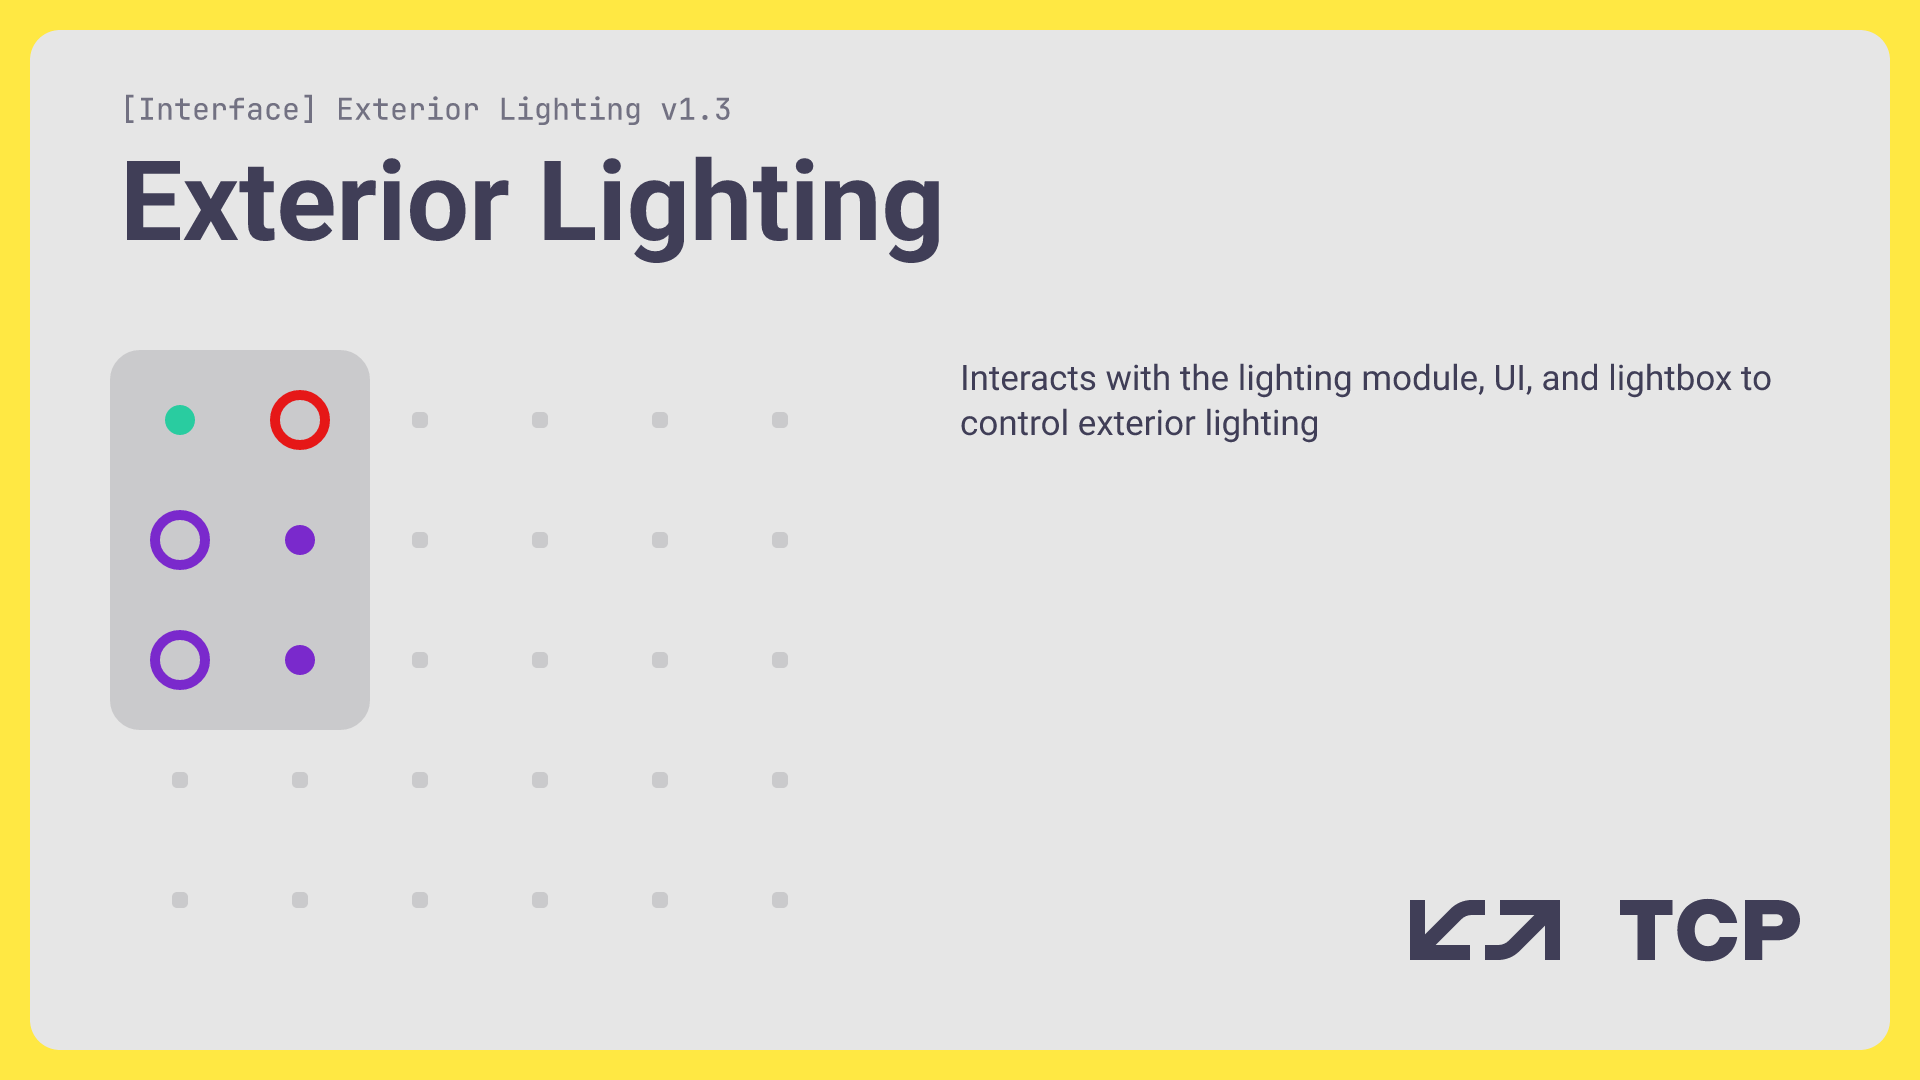 [Interface] Exterior Lighting v1.3
Exterior Lighting
Interacts with the lighting module, UI, and lightbox to
control exterior lighting
TCP